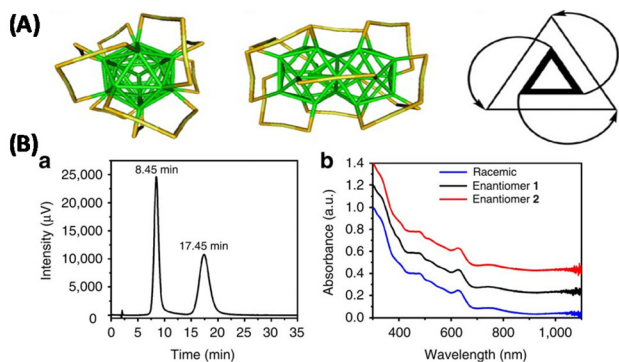 (A)
(B)
a
25,000
20,000
15,000
10,000
5,000
0
Intensity (µV)
8.45 min
17.45 min
0 5 10 15 20 25 30 35
Time (min)
b
1.4
1.2
1.0
0.8
0.6
0.4
0.2
0.0
Absorbance (a.u.)
Racemic
Enantiomer 1
Enantiomer 2
400 600 800 1,000
Wavelength (nm)